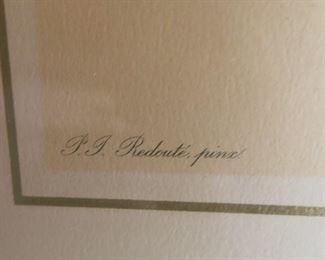 P. J. Redouté, pinx.